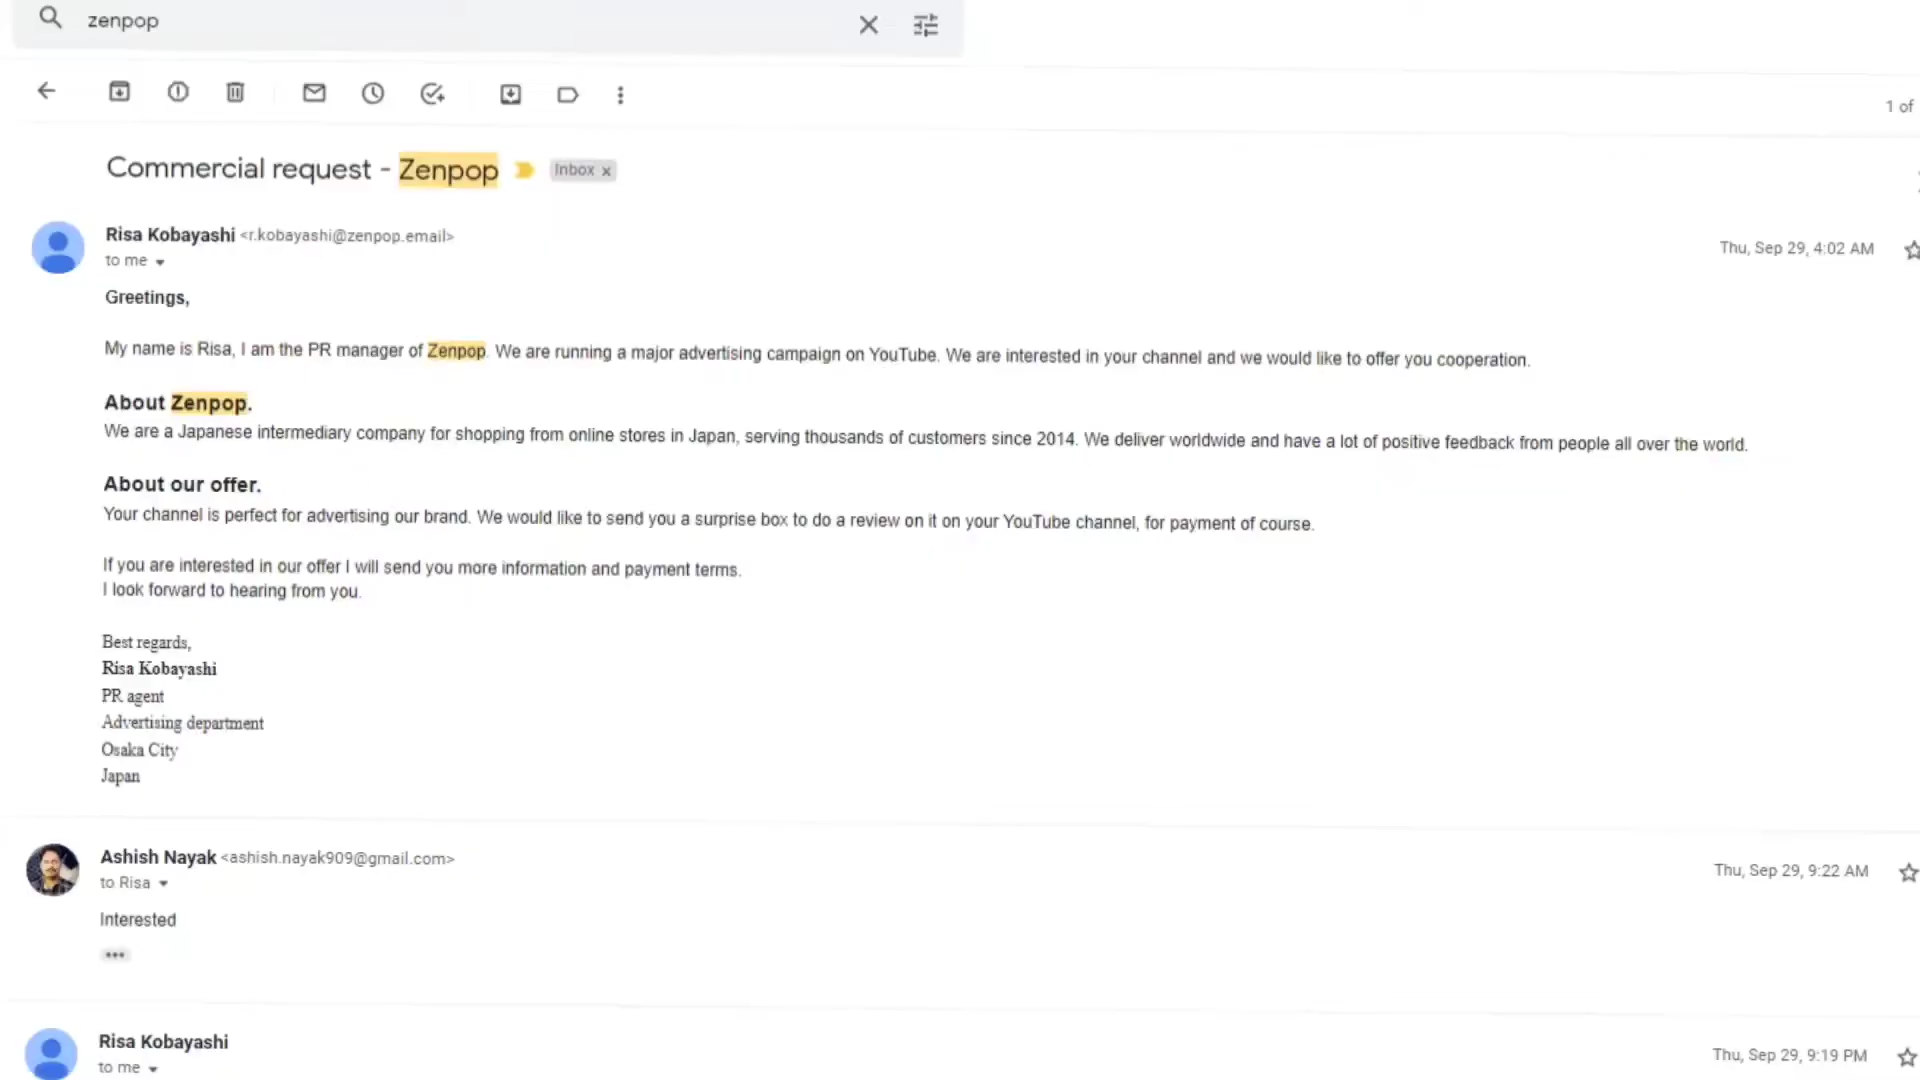 zenpop
1 of
Commercial request - Zenpop
Inbox x
Risa Kobayashi <r.kobayashi@zenpop.email>
Thu, Sep 29, 4:02 AM
to me
Greetings,
My name is Risa, I am the PR manager of Zenpop. We are running a major advertising campaign on YouTube. We are interested in your channel and we would like to offer you cooperation.
About Zenpop.
We are a Japanese intermediary company for shopping from online stores in Japan, serving thousands of customers since 2014. We deliver worldwide and have a lot of positive feedback from people all over the world.
About our offer.
Your channel is perfect for advertising our brand. We would like to send you a surprise box to do a review on it on your YouTube channel, for payment of course.
If you are interested in our offer I will send you more information and payment terms.
I look forward to hearing from you.
Best regards,
Risa Kobayashi
PR agent
Advertising department
Osaka City
Japan
Ashish Nayak <ashish.nayak909@gmail.com>
Thu, Sep 29, 9:22 AM
to Risa
Interested
Risa Kobayashi
Thu, Sep 29, 9:19 PM
to me